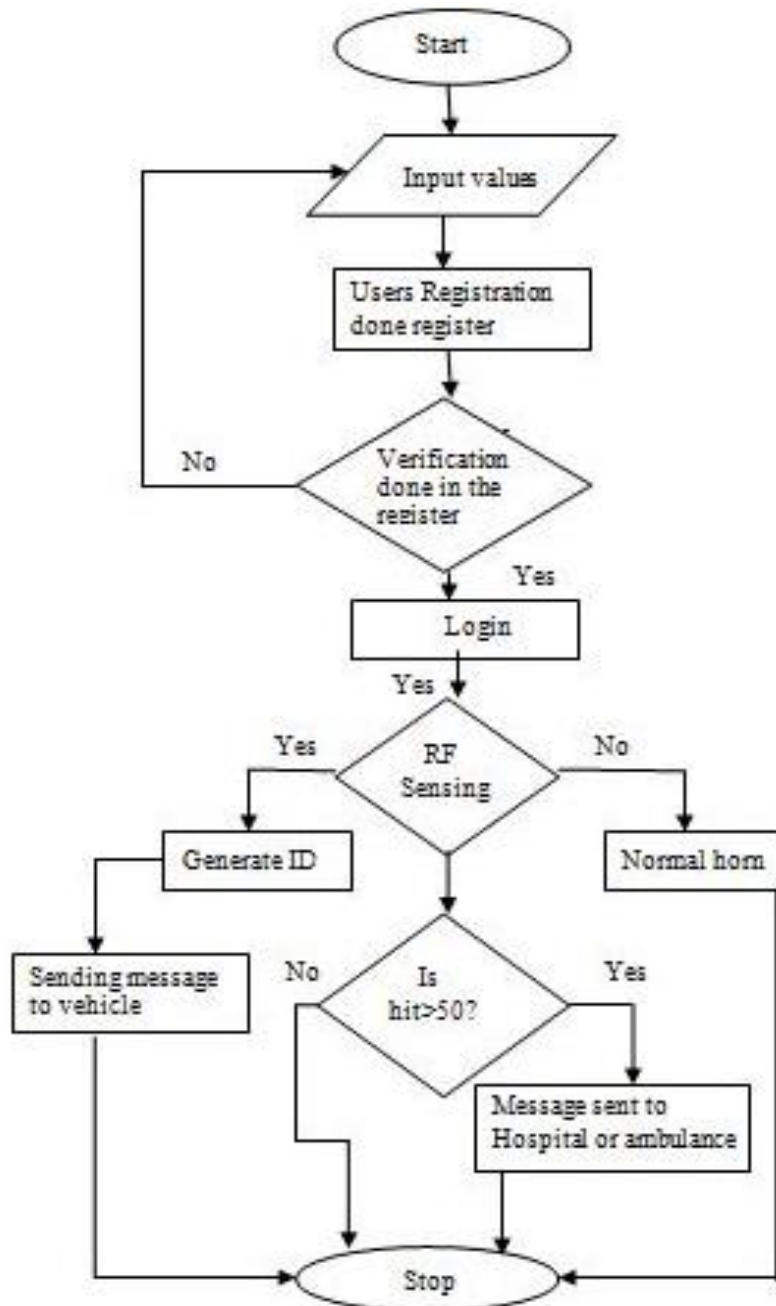 Start
Input values
Users Registration
done register
Verification
done in the
register
No
Yes
Login
Yes
RF
Sensing
Yes
No
Generate ID
Normal horn
Sending message
to vehicle
Is
hit>50?
No
Yes
Message sent to
Hospital or ambulance
Stop